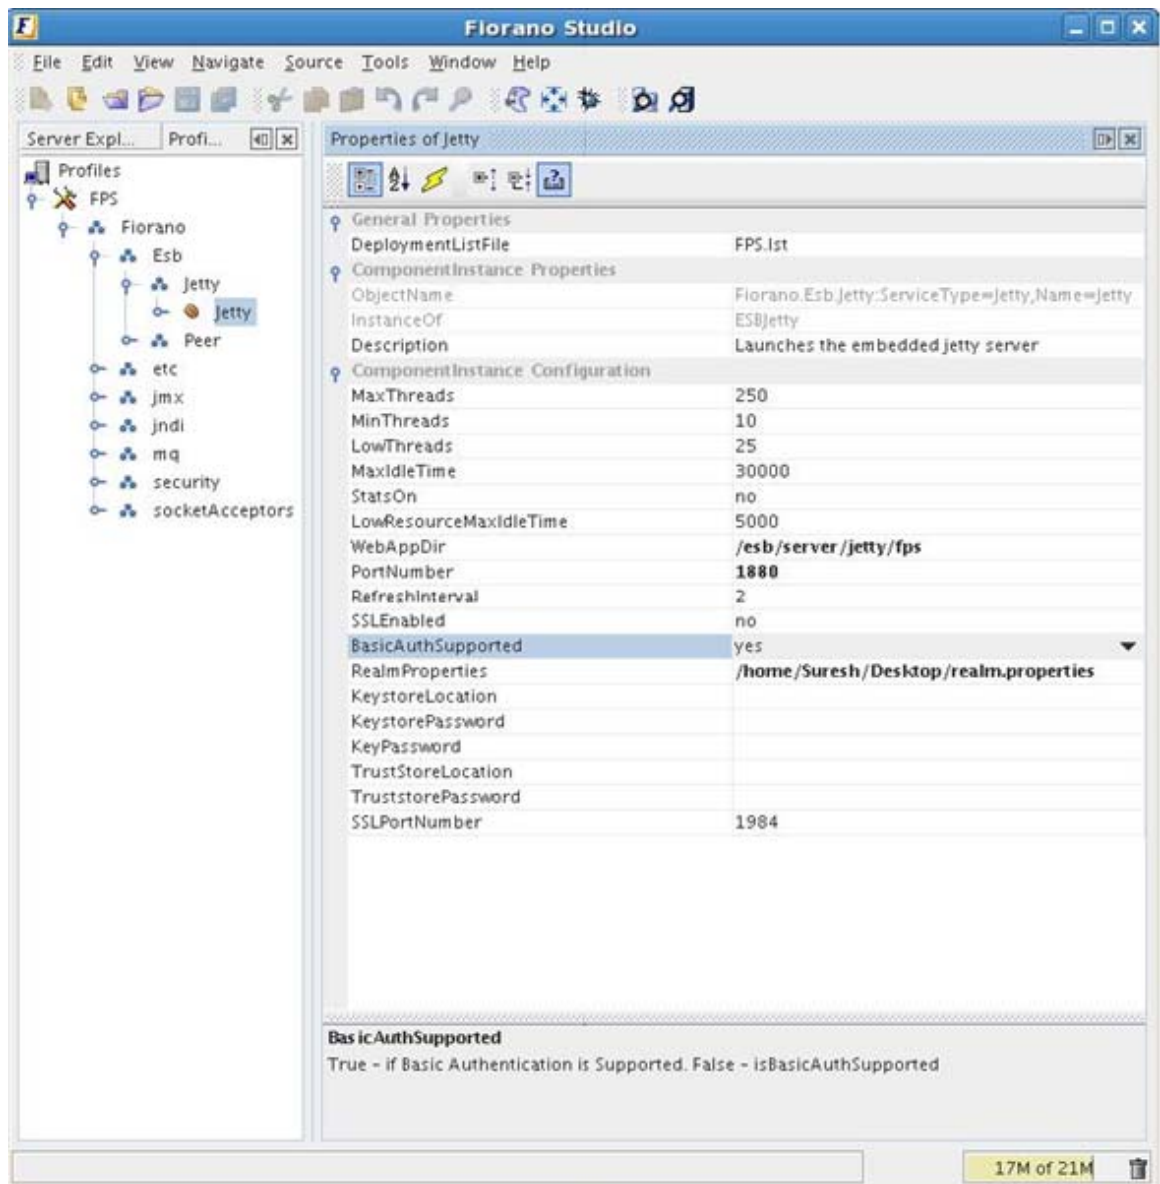 Fiorano Studio
File Edit View Navigate Source Tools Window Help
Server Expl... Profi...
Profiles
FPS
Fiorano
Esb
Jetty
Jetty
Peer
etc
jmx
jndi
mq
security
socketAcceptors
Properties of Jetty
General Properties
DeploymentListFile FPS.lst
ComponentInstance Properties
ObjectName Fiorano.Esb.Jetty:ServiceType=Jetty,Name=Jetty
InstanceOf ESBJetty
Description Launches the embedded jetty server
ComponentInstance Configuration
MaxThreads 250
MinThreads 10
LowThreads 25
MaxIdleTime 30000
StatsOn no
LowResourceMaxIdleTime 5000
WebAppDir /esb/server/jetty/fps
PortNumber 1880
RefreshInterval 2
SSLEnabled no
BasicAuthSupported yes
RealmProperties /home/Suresh/Desktop/realm.properties
KeystoreLocation
KeystorePassword
KeyPassword
TrustStoreLocation
TruststorePassword
SSLPortNumber 1984
BasicAuthSupported
True - if Basic Authentication is Supported. False - isBasicAuthSupported
17M of 21M